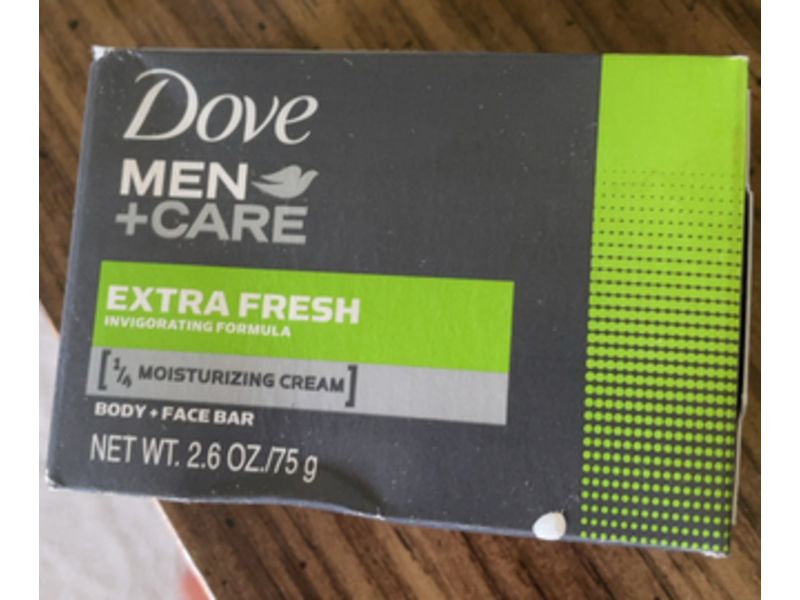 Dove
MEN
+CARE
EXTRA FRESH
INVIGORATING FORMULA
[1/4 MOISTURIZING CREAM]
BODY + FACE BAR
NET WT. 2.6 OZ./75 g